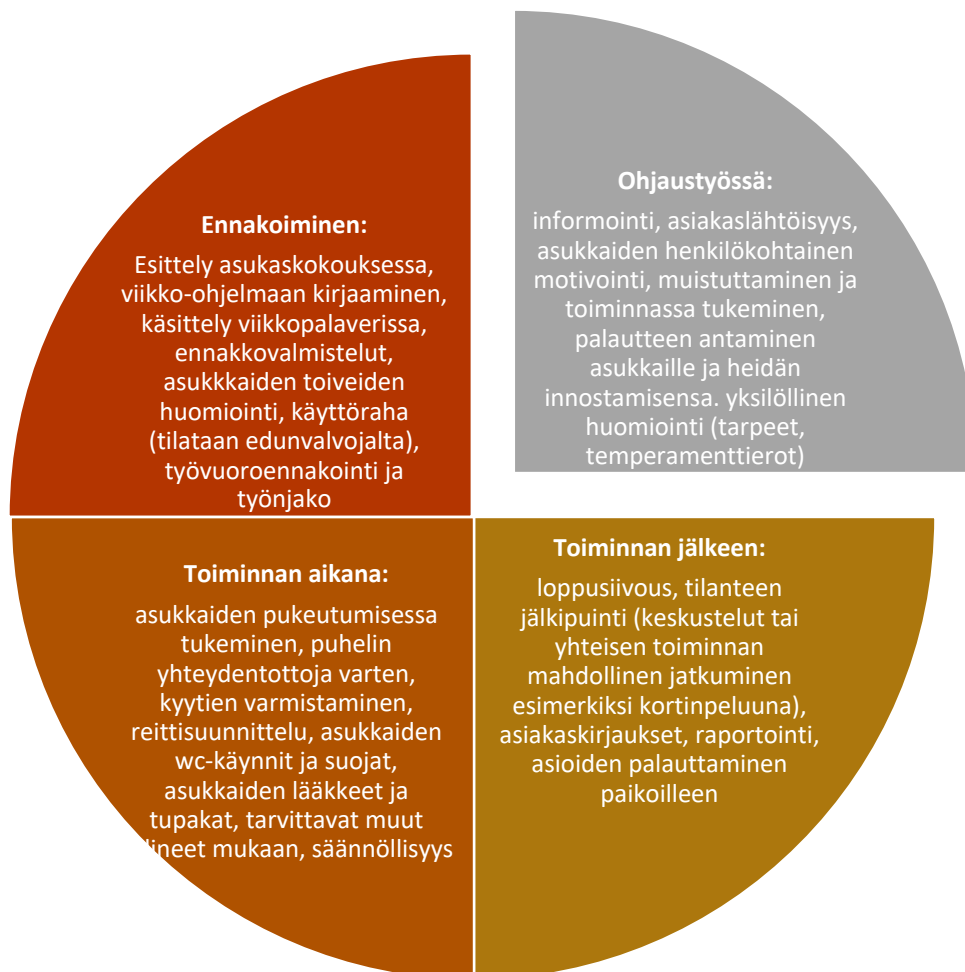 Ennakoiminen:
Esittely asukaskokouksessa,
viikko-ohjelmaan kirjaaminen,
käsittely viikkopalaverissa,
ennakkovalmistelut,
asukkkaiden toiveiden
huomiointi, käyttöraha
(tilataan edunvalvojalta),
työvuoroennakointi ja
työnjako
Ohjaustyössä:
informointi, asiakaslähtöisyys,
asukkaiden henkilökohtainen
motivointi, muistuttaminen ja
toiminnassa tukeminen,
palautteen antaminen
asukkaille ja heidän
innostamisensa. yksilöllinen
huomiointi (tarpeet,
temperamenttierot)
Toiminnan aikana:
asukkaiden pukeutumisessa
tukeminen, puhelin
yhteydentottoja varten,
kyytien varmistaminen,
reittisuunnittelu, asukkaiden
wc-käynnit ja suojat,
asukkaiden lääkkeet ja
tupakat, tarvittavat muut
mukaan, säännöllisyys
Toiminnan jälkeen:
loppusiivous, tilanteen
jälkipuinti (keskustelut tai
yhteisen toiminnan
mahdollinen jatkuminen
esimerkiksi kortinpeluuna),
asiakaskirjaukset, raportointi,
asioiden palauttaminen
paikoilleen